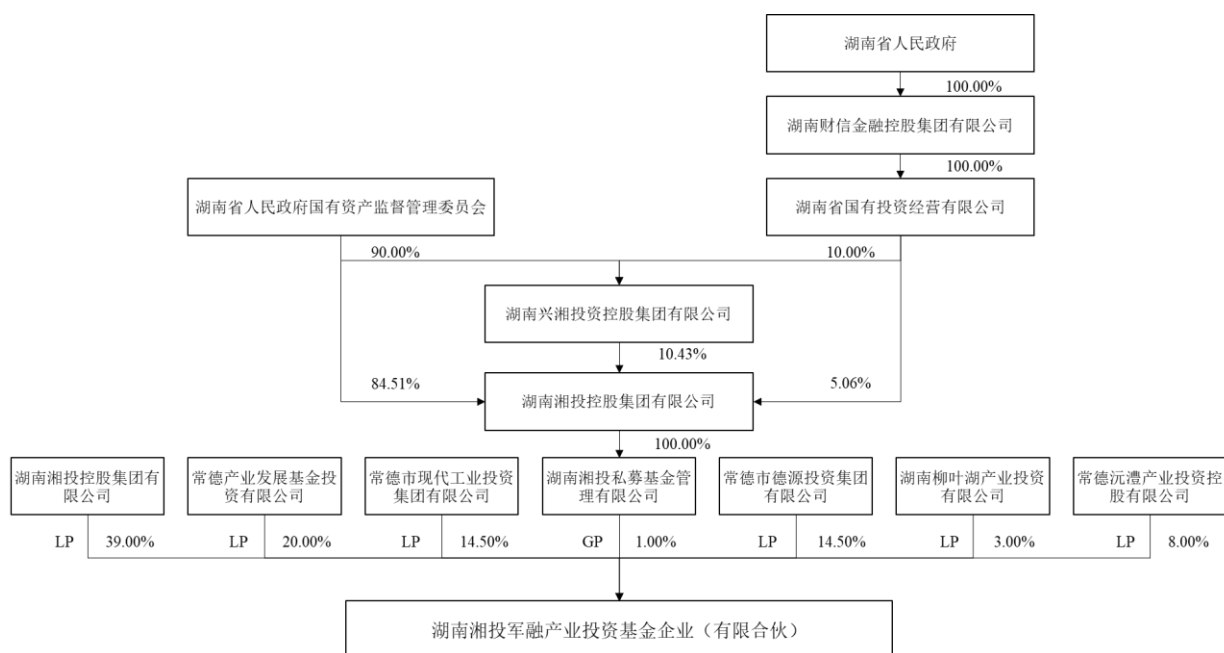 湖南省人民政府
100.00%
湖南财信金融控股集团有限公司
100.00%
湖南省人民政府国有资产监督管理委员会
湖南省国有投资经营有限公司
90.00%
10.00%
湖南兴湘投资控股集团有限公司
10.43%
84.51%
5.06%
湖南湘投控股集团有限公司
100.00%
湖南湘投控股集团有
限公司
常德产业发展基金投
资有限公司
常德市现代工业投资
集团有限公司
湖南湘投私募基金管
理有限公司
常德市德源投资集团
有限公司
湖南柳叶湖产业投资
有限公司
常德沅澧产业投资控
股有限公司
LP 39.00%
LP 20.00%
LP 14.50%
GP 1.00%
LP 14.50%
LP 3.00%
LP 8.00%
湖南湘投军融产业投资基金企业（有限合伙）